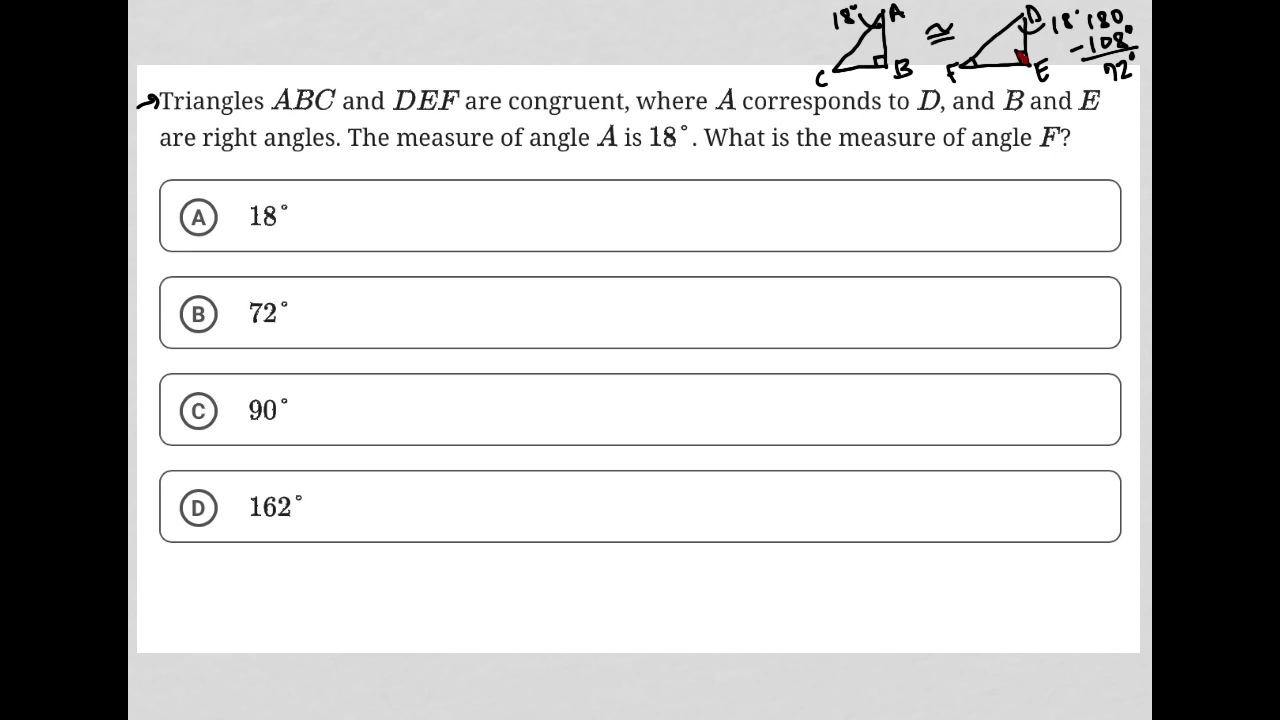 18° A ≅ D 18° 180
C B F E -108°
72°
Triangles ABC and DEF are congruent, where A corresponds to D, and B and E
are right angles. The measure of angle A is 18°. What is the measure of angle F?
A 18°
B 72°
C 90°
D 162°